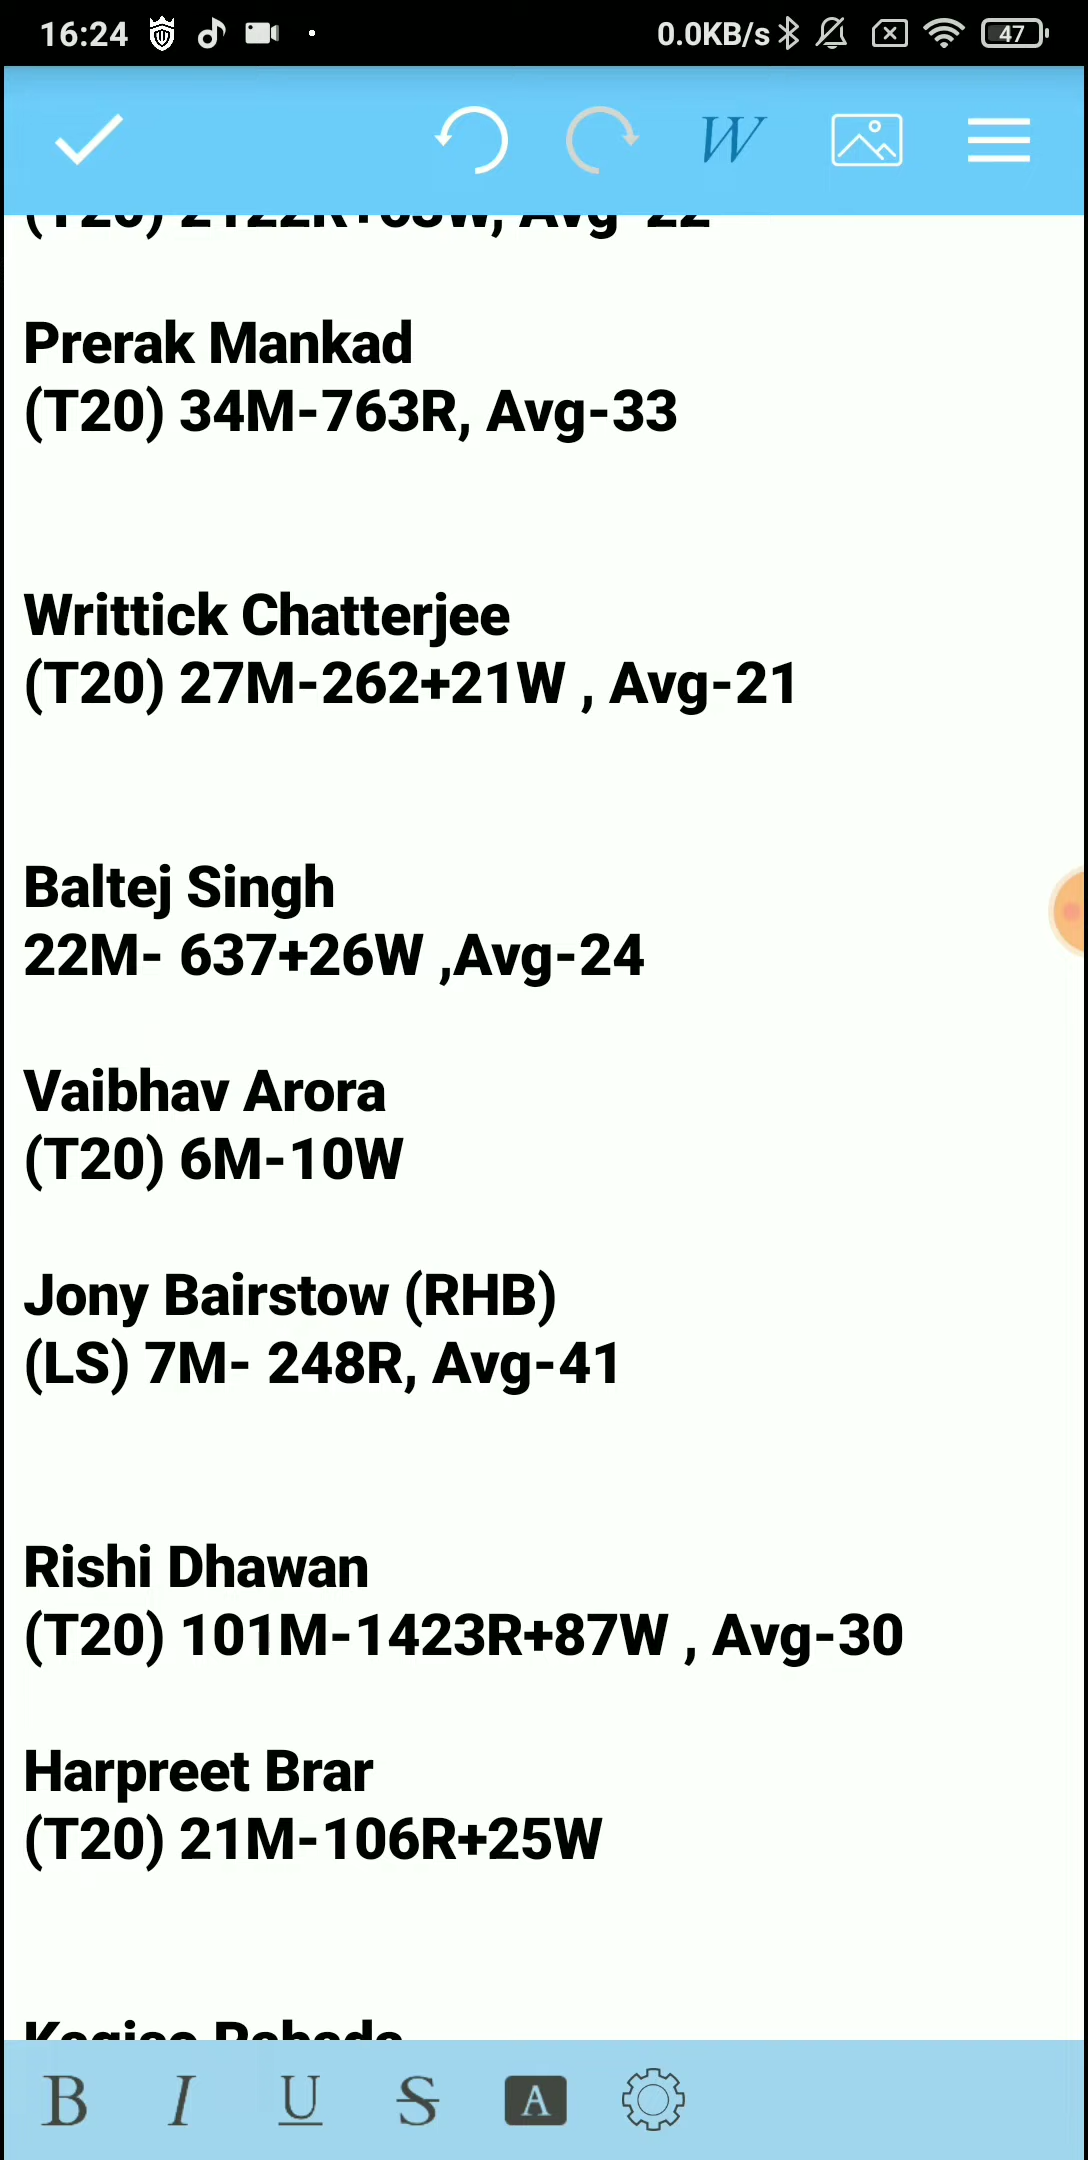 16:24
0.0KB/s
47
W
Prerak Mankad
(T20) 34M-763R, Avg-33
Writtick Chatterjee
(T20) 27M-262+21W , Avg-21
Baltej Singh
22M- 637+26W ,Avg-24
Vaibhav Arora
(T20) 6M-10W
Jony Bairstow (RHB)
(LS) 7M- 248R, Avg-41
Rishi Dhawan
(T20) 101M-1423R+87W , Avg-30
Harpreet Brar
(T20) 21M-106R+25W
B I U S A